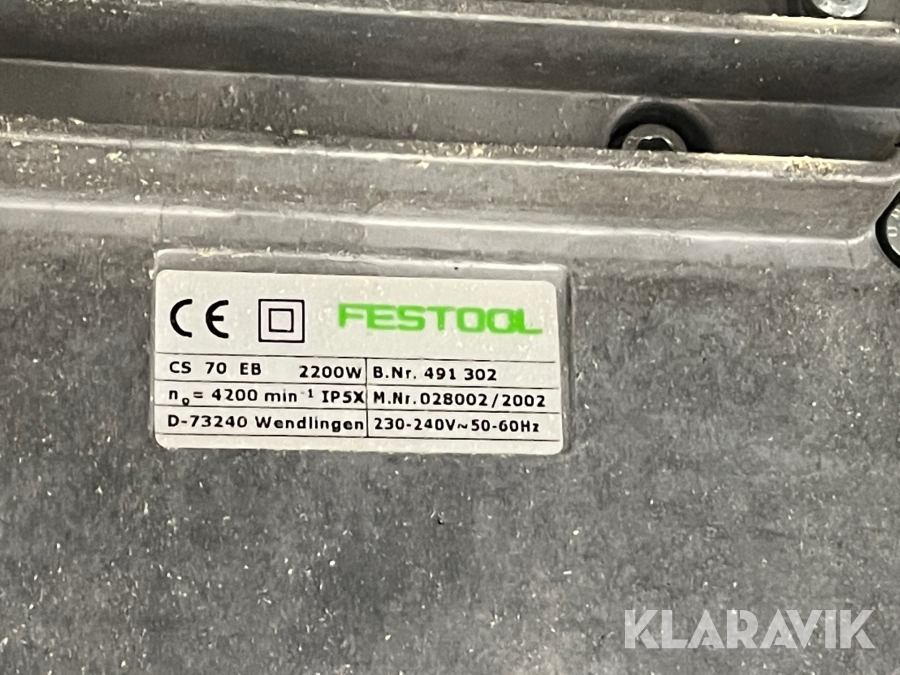 CE FESTOOL
CS 70 EB 2200W B.Nr. 491 302
n₀= 4200 min⁻¹ IP5X M.Nr.028002/2002
D-73240 Wendlingen 230-240V~50-60Hz
KLARAVIK